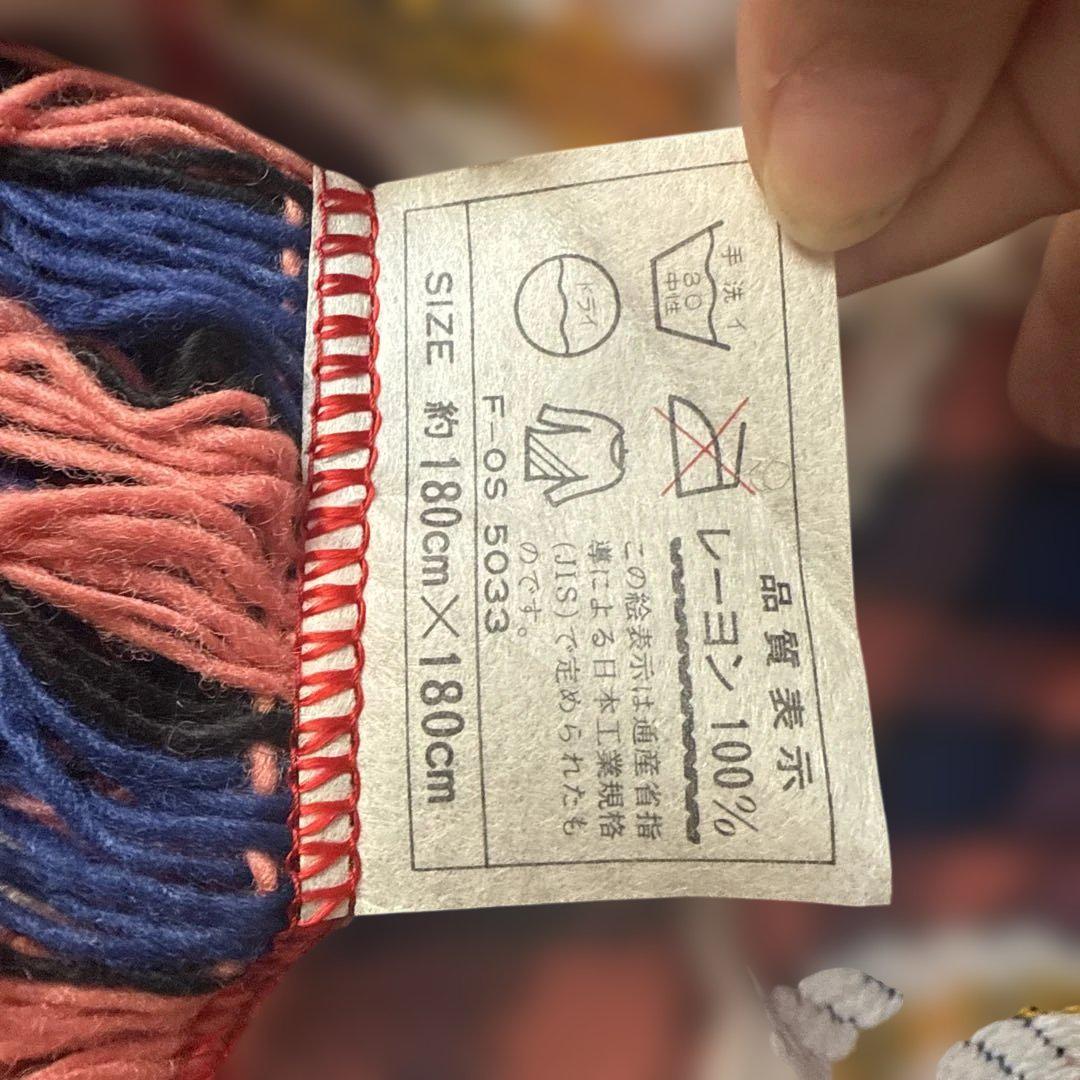 品質表示
手洗イ
30
中性
レーヨン 100%
ドライ
この絵表示は通産省指
導による日本工業規格
(JIS)で定められたも
のです。
F-OS 5033
SIZE 約180cm×180cm